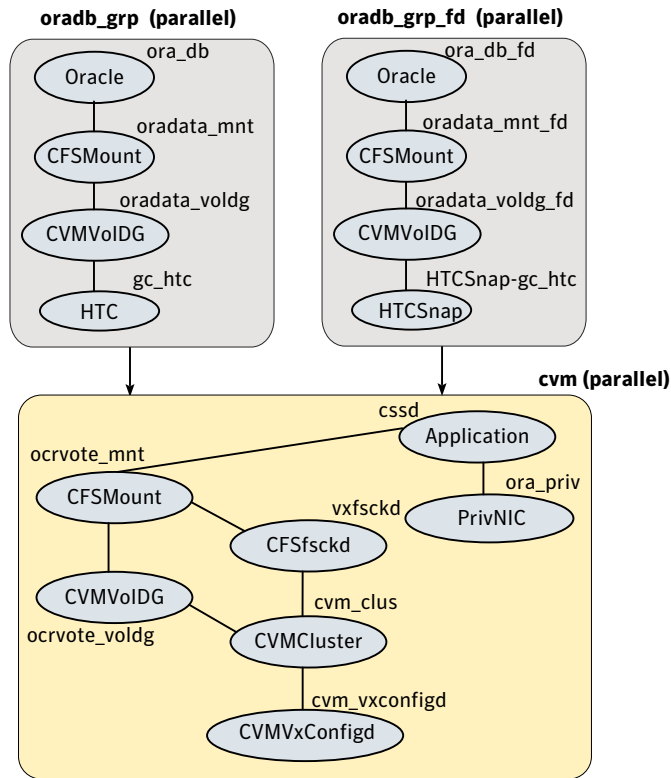 oradb_grp (parallel)
ora_db
Oracle
oradata_mnt
CFSMount
oradata_voldg
CVMVolDG
gc_htc
HTC
oradb_grp_fd (parallel)
ora_db_fd
Oracle
oradata_mnt_fd
CFSMount
oradata_voldg_fd
CVMVolDG
HTCSnap-gc_htc
HTCSnap
cvm (parallel)
cssd
Application
ocrvote_mnt
CFSMount
ora_priv
PrivNIC
vxfsckd
CFSfsckd
CVMVolDG
ocrvote_voldg
cvm_clus
CVMCluster
cvm_vxconfigd
CVMVxConfigd